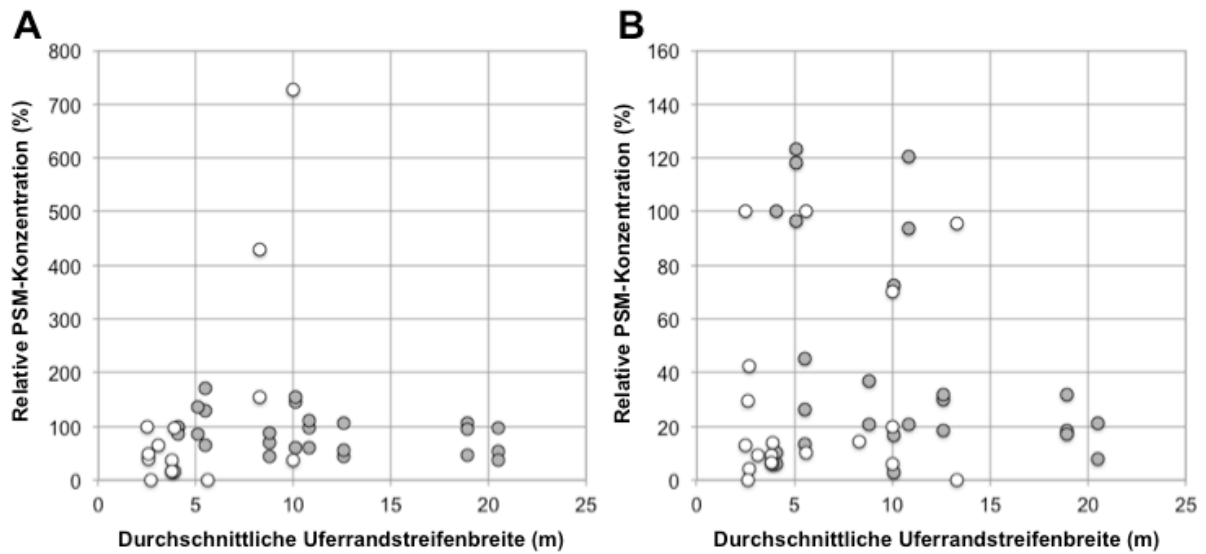 A
Relative PSM-Konzentration (%)
800
700
600
500
400
300
200
100
0
0 5 10 15 20 25
Durchschnittliche Uferrandstreifenbreite (m)
B
Relative PSM-Konzentration (%)
160
140
120
100
80
60
40
20
0
0 5 10 15 20 25
Durchschnittliche Uferrandstreifenbreite (m)